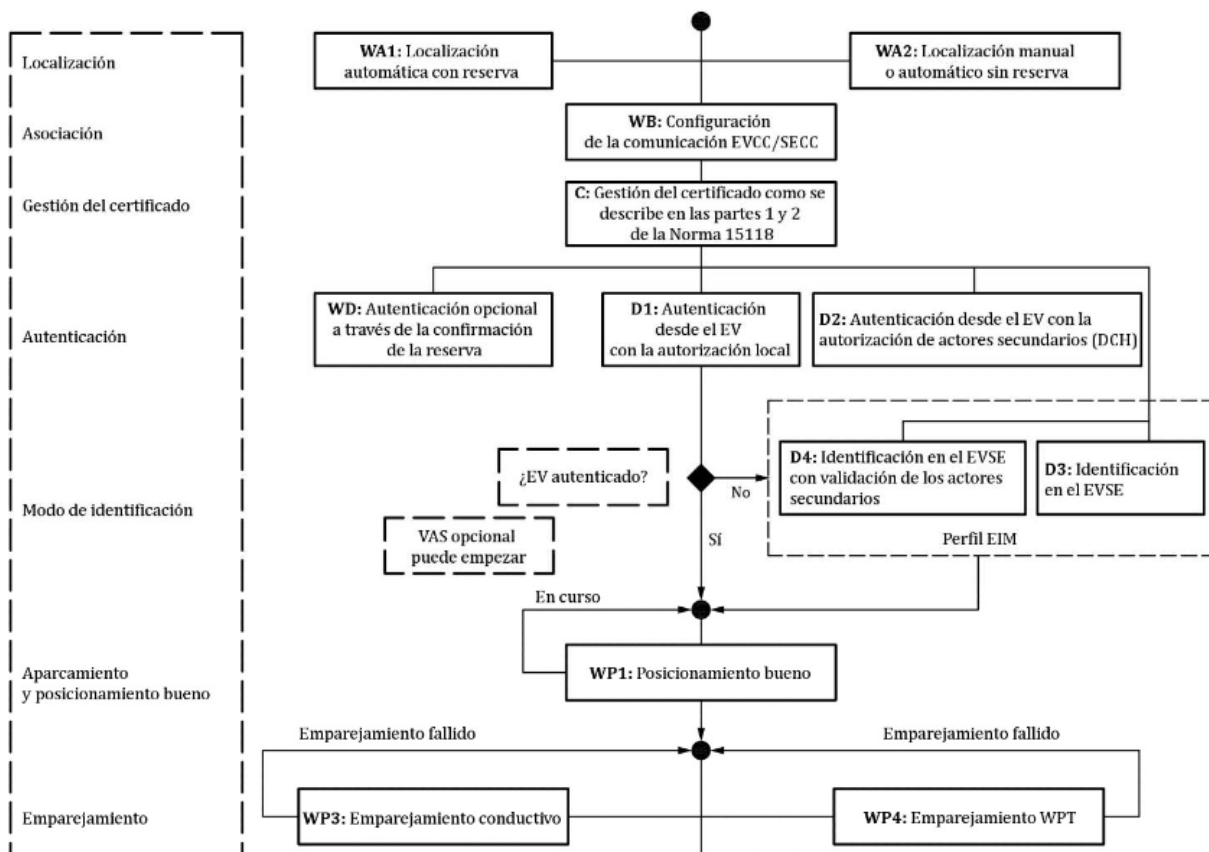 Localización
WA1: Localización
automática con reserva
WA2: Localización manual
o automático sin reserva
Asociación
WB: Configuración
de la comunicación EVCC/SECC
Gestión del certificado
C: Gestión del certificado como se
describe en las partes 1 y 2
de la Norma 15118
Autenticación
WD: Autenticación opcional
a través de la confirmación
de la reserva
D1: Autenticación
desde el EV
con la autorización local
D2: Autenticación desde el EV con la
autorización de actores secundarios (DCH)
Modo de identificación
¿EV autenticado?
No
D4: Identificación en el EVSE
con validación de los actores
secundarios
D3: Identificación
en el EVSE
VAS opcional
puede empezar
Sí
Perfil EIM
En curso
Aparcamiento
y posicionamiento bueno
WP1: Posicionamiento bueno
Emparejamiento fallido
Emparejamiento fallido
Emparejamiento
WP3: Emparejamiento conductivo
WP4: Emparejamiento WPT